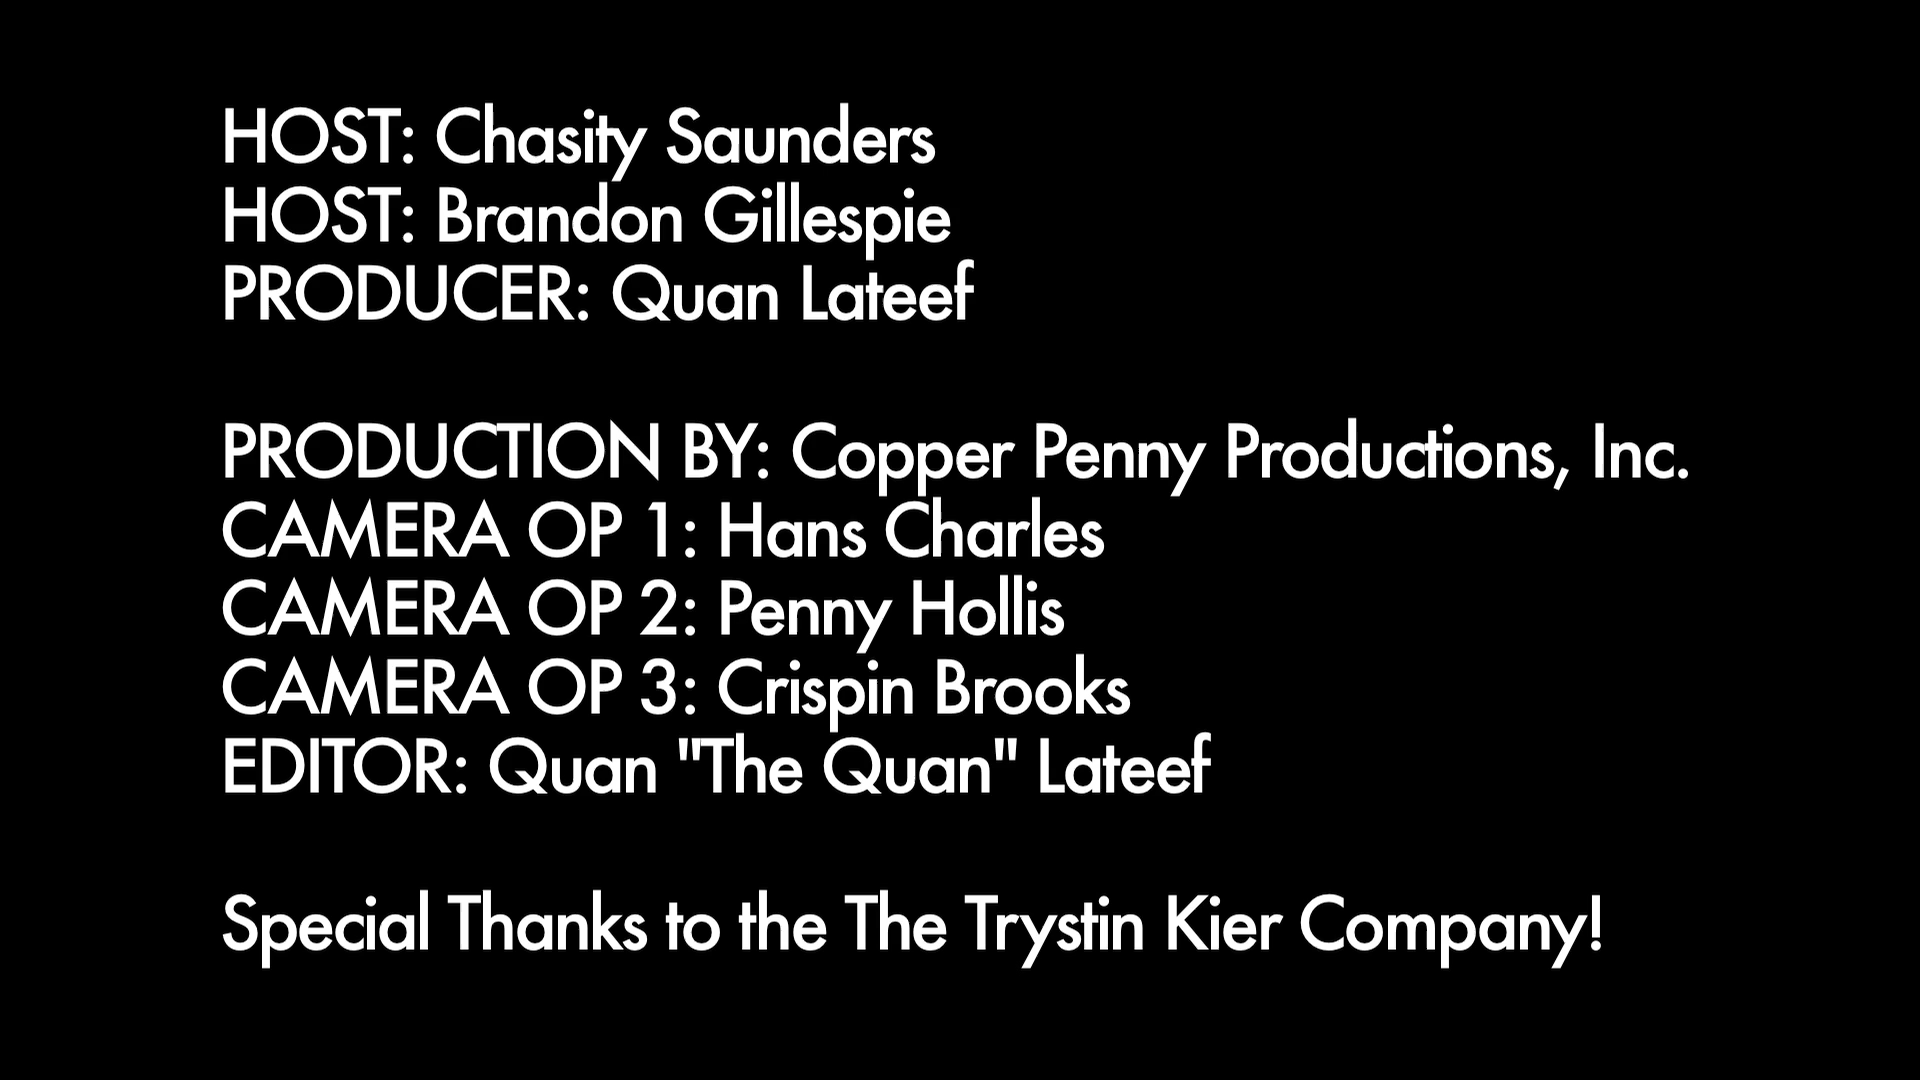 HOST: Chasity Saunders
HOST: Brandon Gillespie
PRODUCER: Quan Lateef
PRODUCTION BY: Copper Penny Productions, Inc.
CAMERA OP 1: Hans Charles
CAMERA OP 2: Penny Hollis
CAMERA OP 3: Crispin Brooks
EDITOR: Quan "The Quan" Lateef
Special Thanks to the The Trystin Kier Company!